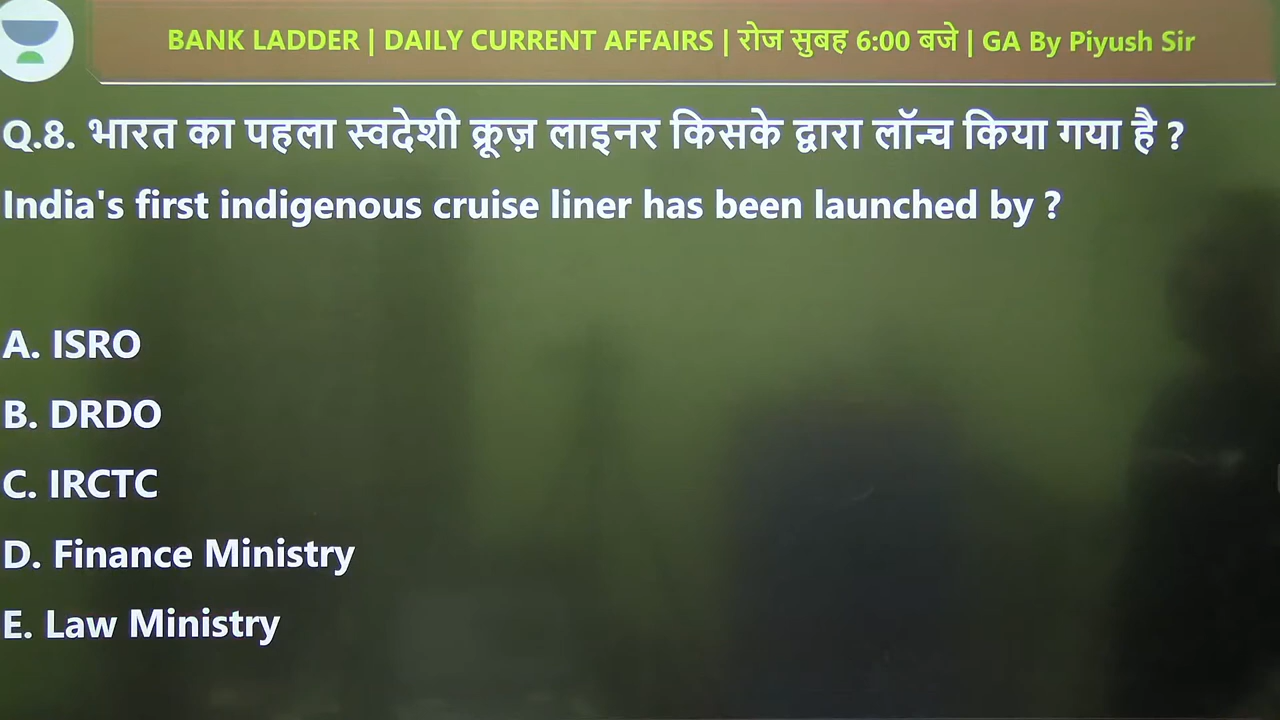 BANK LADDER | DAILY CURRENT AFFAIRS | रोज सुबह 6:00 बजे | GA By Piyush Sir
Q.8. भारत का पहला स्वदेशी क्रूज़ लाइनर किसके द्वारा लॉन्च किया गया है ?
India's first indigenous cruise liner has been launched by ?
A. ISRO
B. DRDO
C. IRCTC
D. Finance Ministry
E. Law Ministry